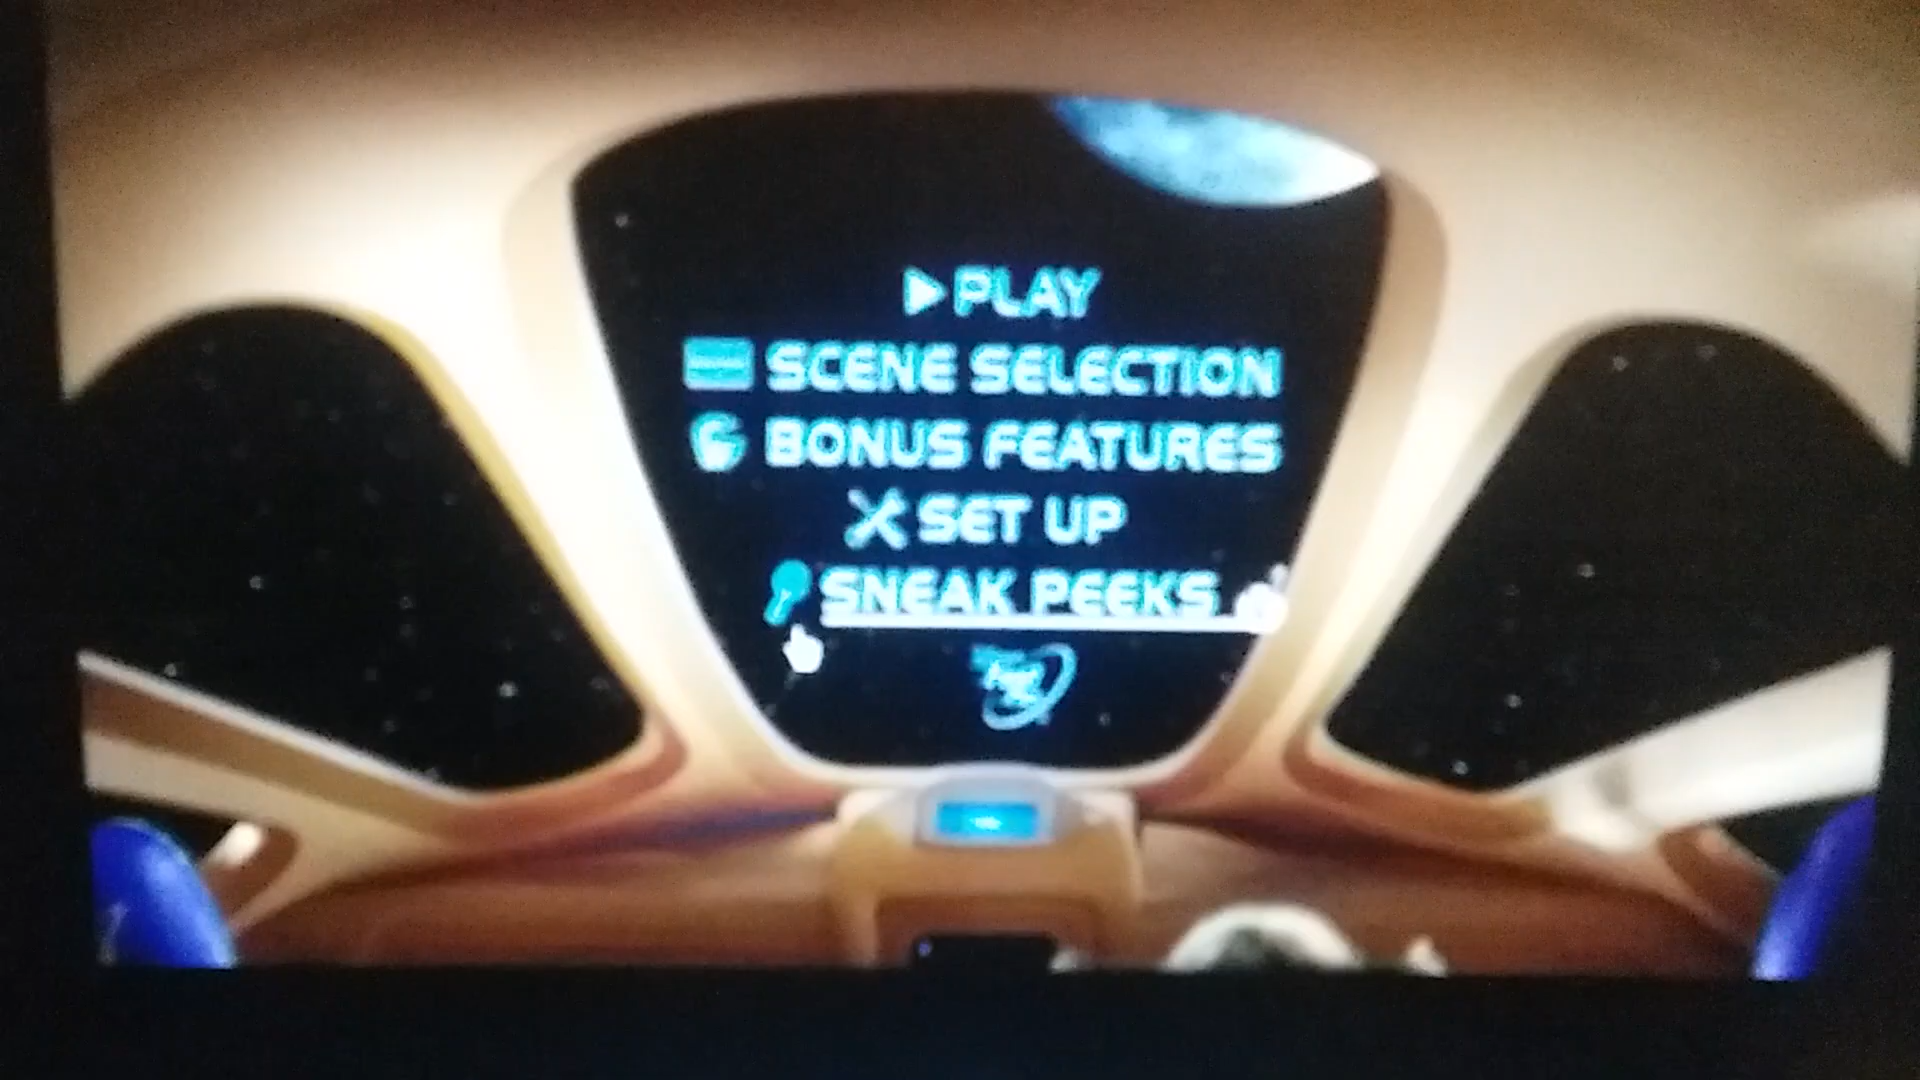 PLAY
SCENE SELECTION
BONUS FEATURES
SET UP
SNEAK PEEKS